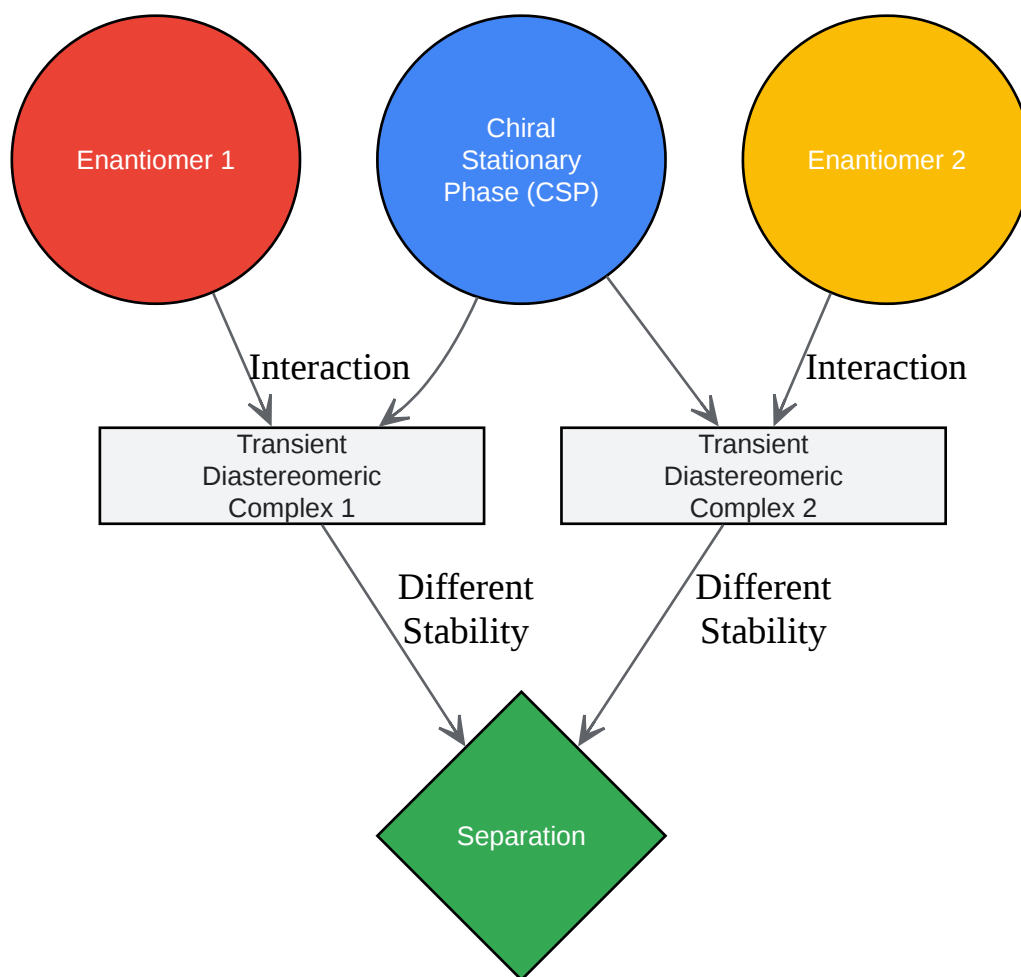 Enantiomer 1
Chiral
Stationary
Phase (CSP)
Enantiomer 2
Interaction
Interaction
Transient
Diastereomeric
Complex 1
Transient
Diastereomeric
Complex 2
Different
Stability
Different
Stability
Separation